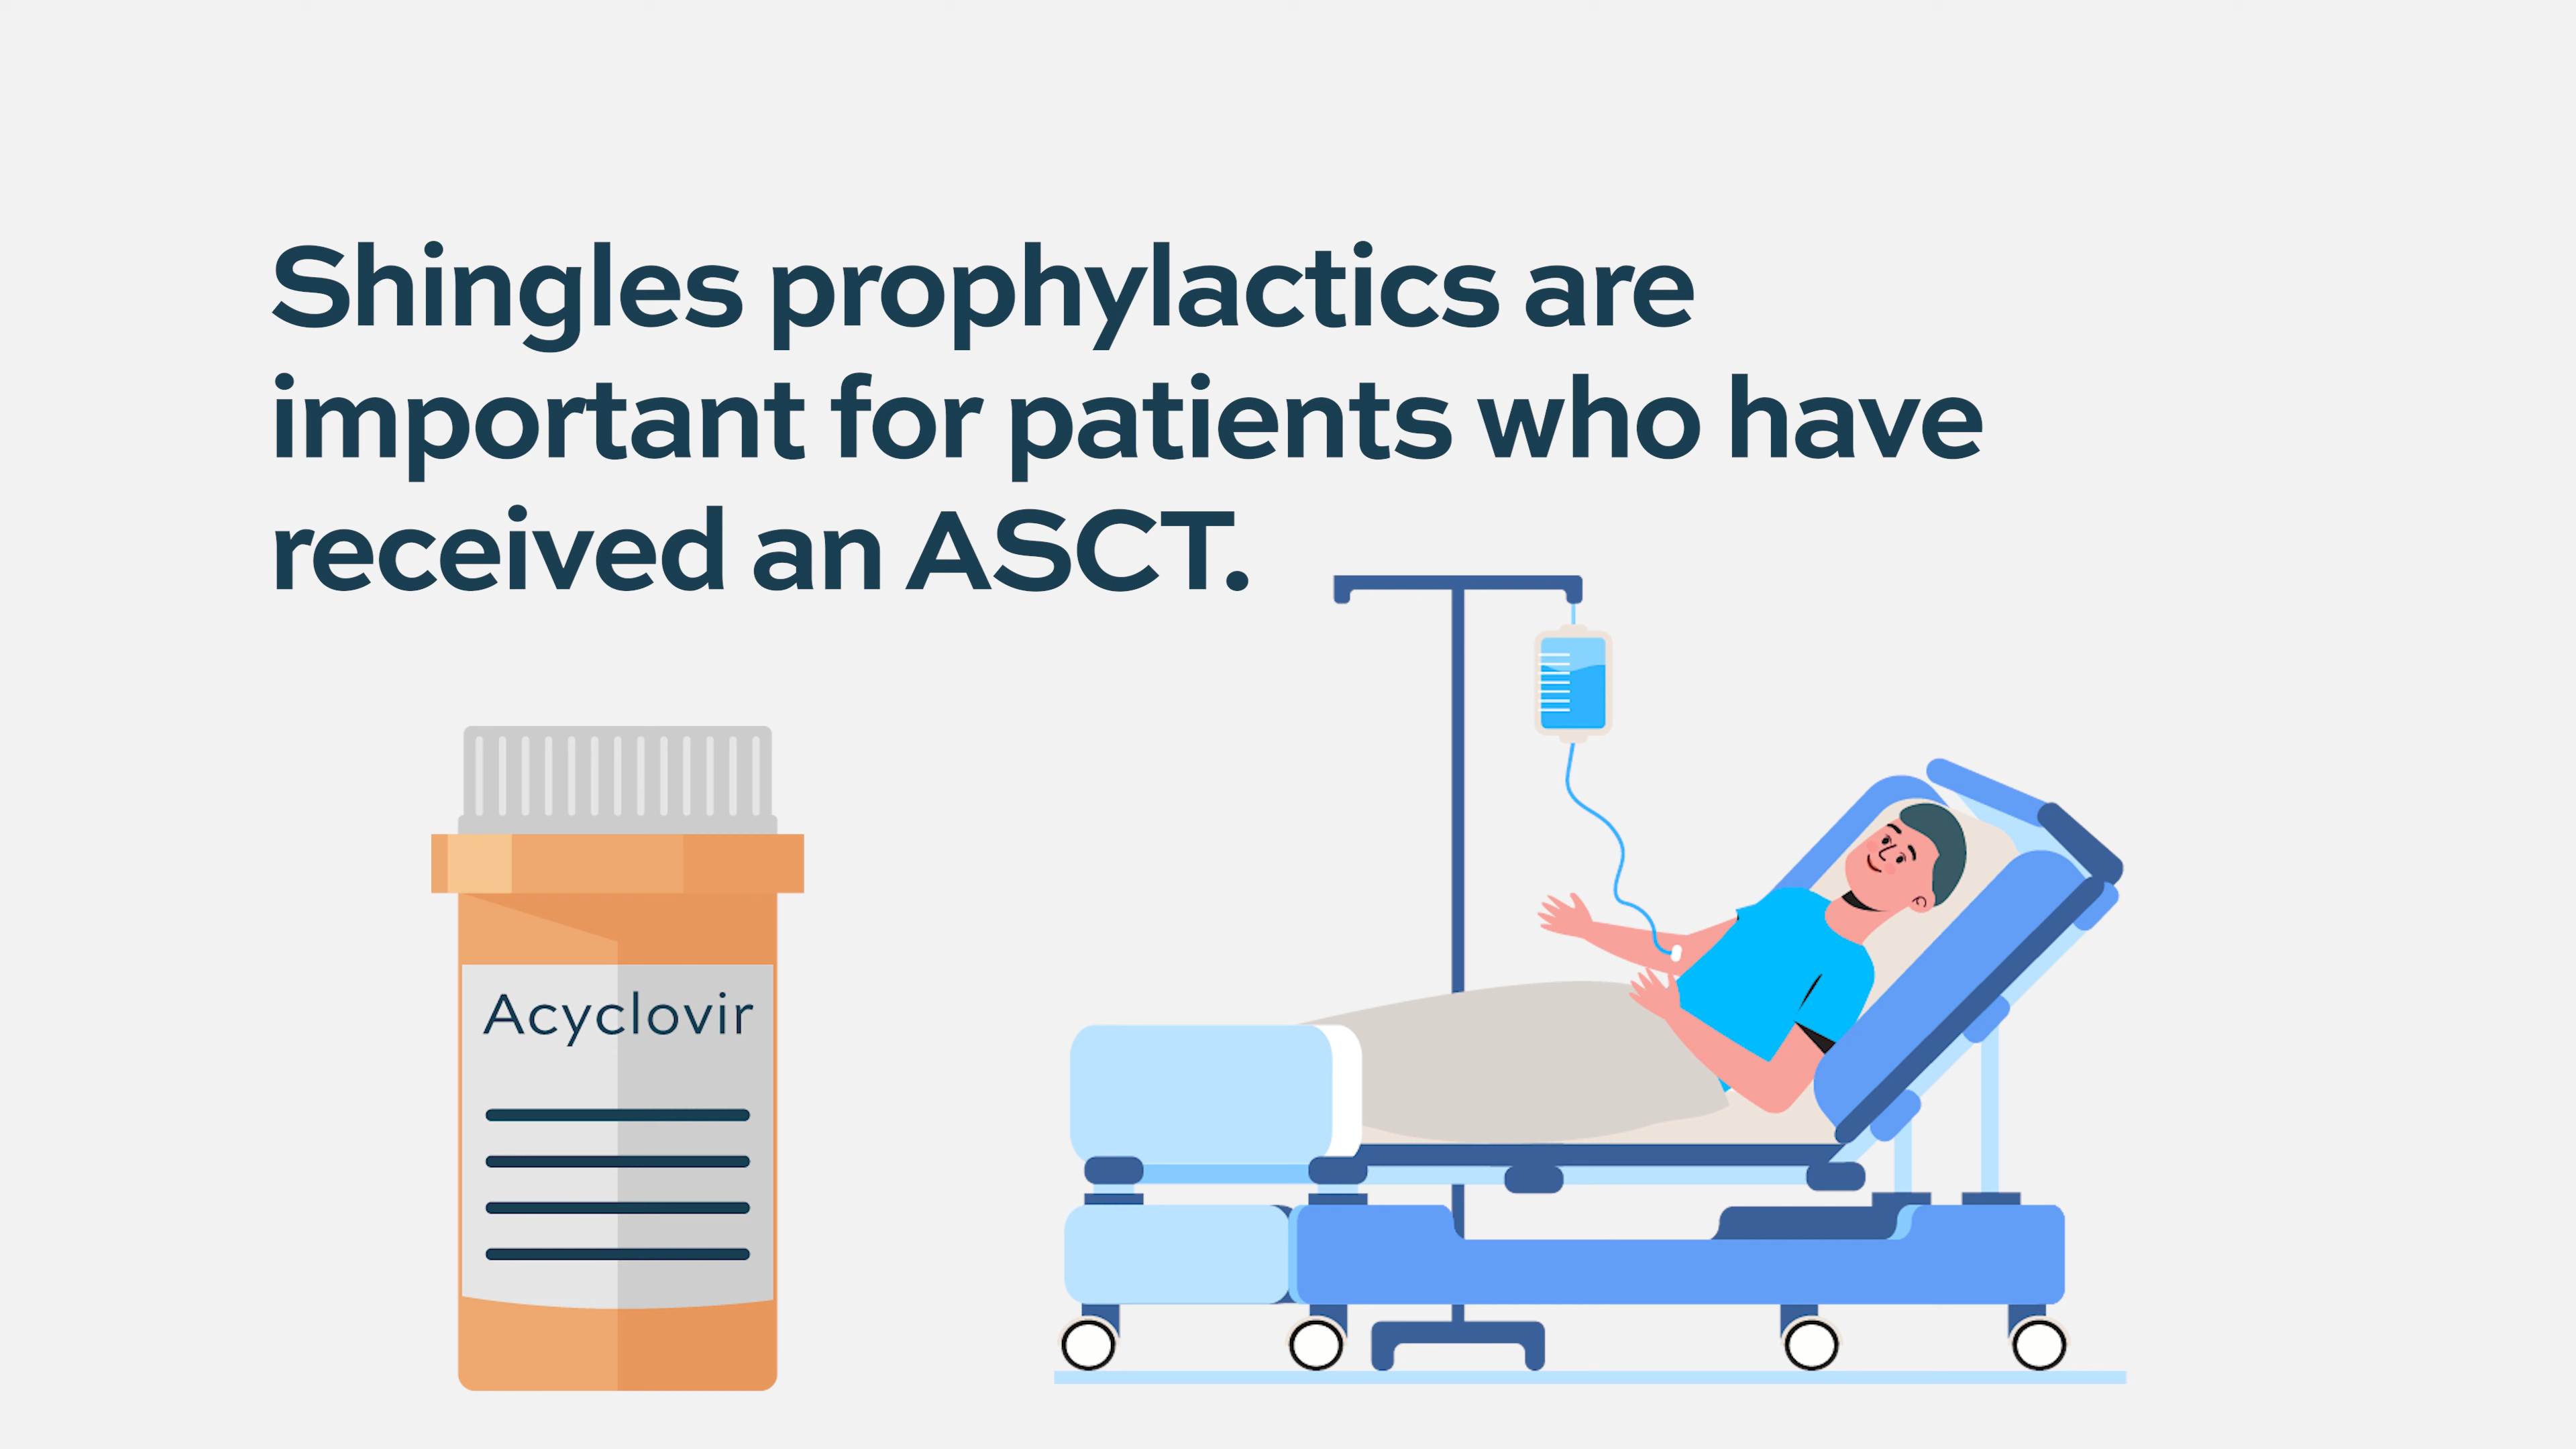 Shingles prophylactics are
important for patients who have
received an ASCT.
Acyclovir